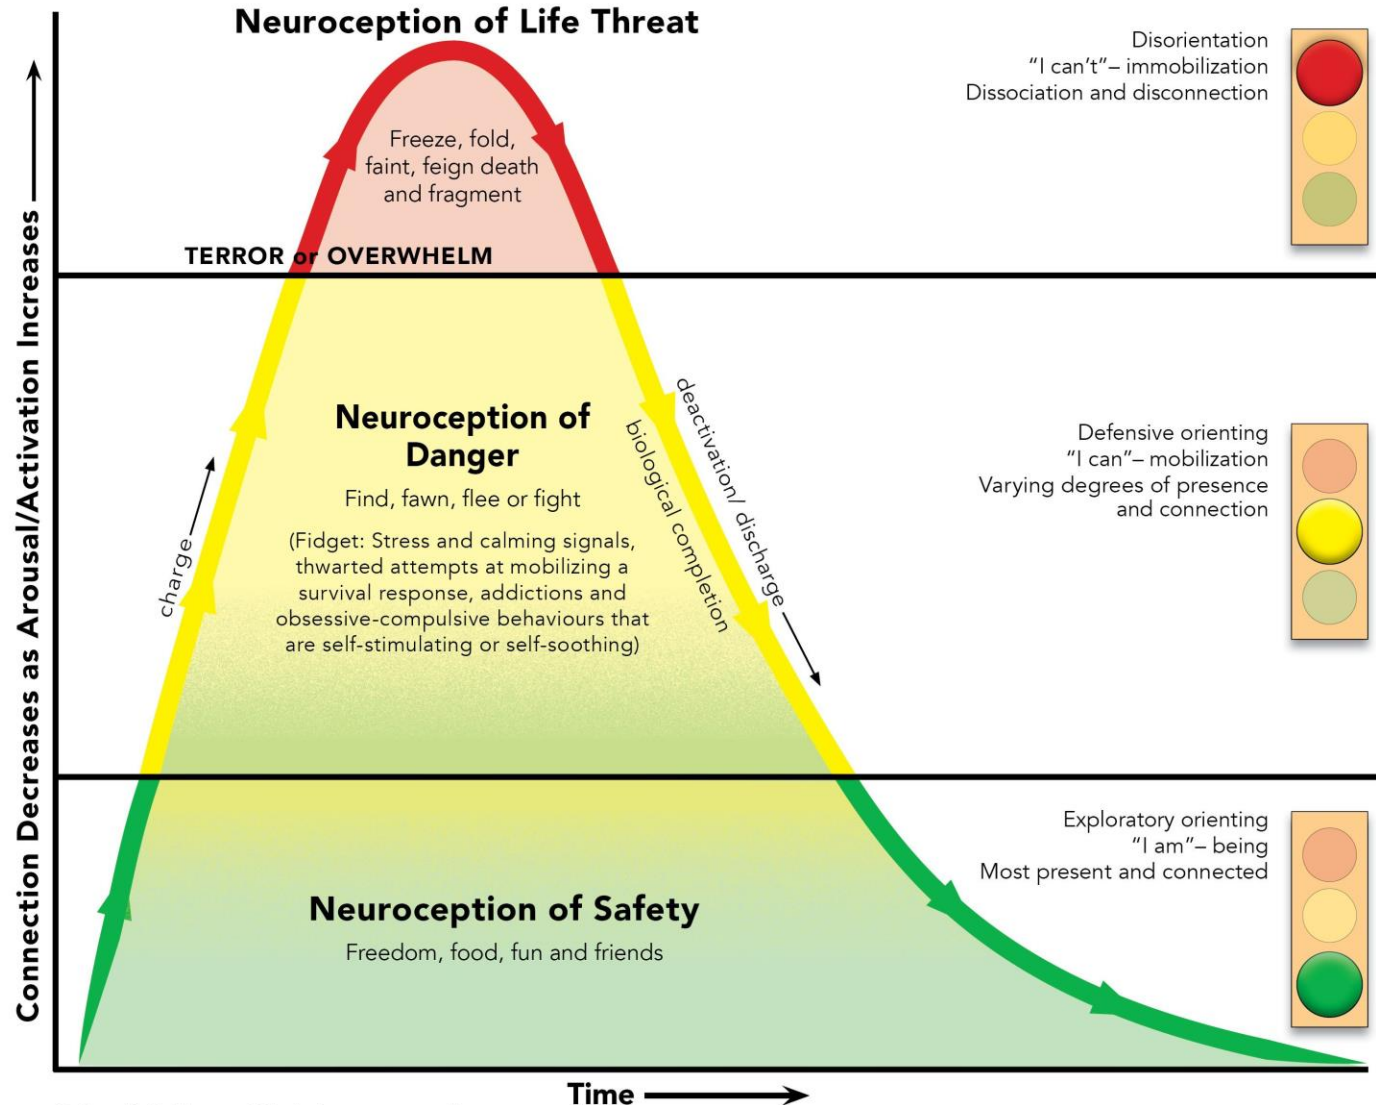 Neuroception of Life Threat
Disorientation
“I can’t”– immobilization
Dissociation and disconnection
Freeze, fold,
faint, feign death
and fragment
TERROR or OVERWHELM
Connection Decreases as Arousal/Activation Increases
Neuroception of
Danger
Find, fawn, flee or fight
(Fidget: Stress and calming signals,
thwarted attempts at mobilizing a
survival response, addictions and
obsessive-compulsive behaviours that
are self-stimulating or self-soothing)
charge
deactivation/ discharge
biological completion
Defensive orienting
“I can”– mobilization
Varying degrees of presence
and connection
Exploratory orienting
“I am”– being
Most present and connected
Neuroception of Safety
Freedom, food, fun and friends
Time